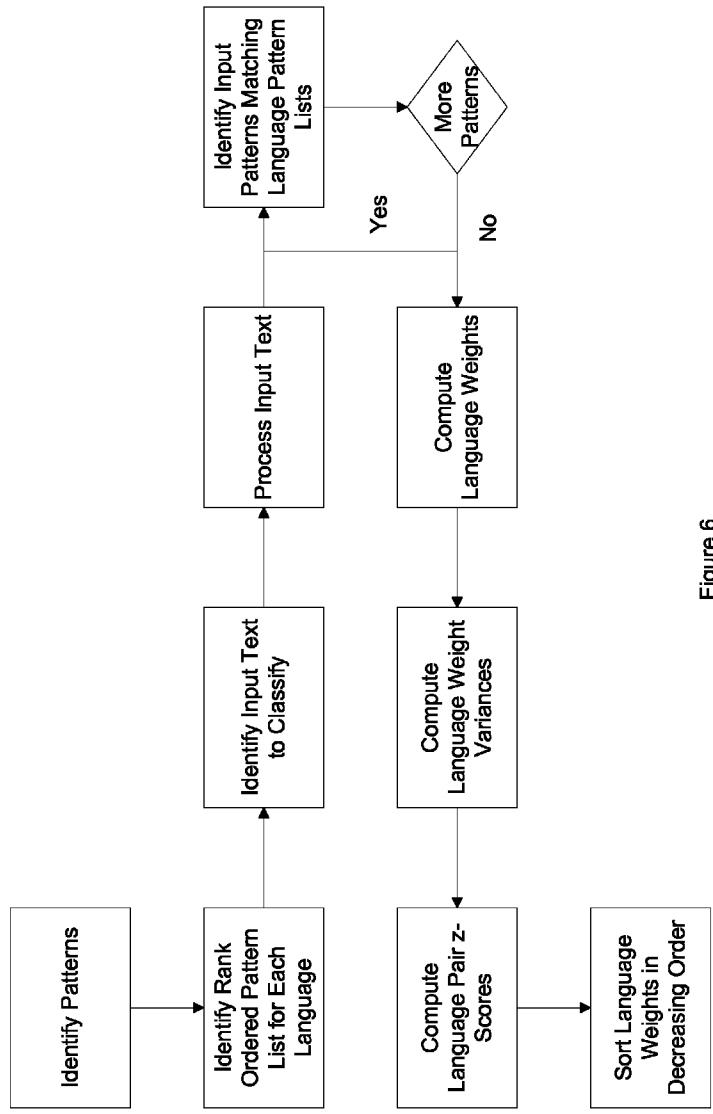 Identify Patterns
Identify Rank
Ordered Pattern
List for Each
Language
Identify Input Text
to Classify
Process Input Text
Identify Input
Patterns Matching
Language Pattern
Lists
More
Patterns
Yes
No
Compute
Language Weights
Compute
Language Weight
Variances
Compute
Language Pair z-
Scores
Sort Language
Weights in
Decreasing Order
Figure 6